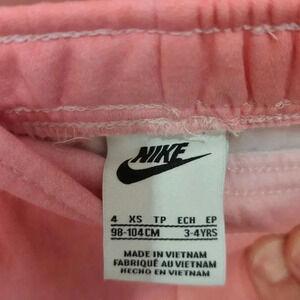 NIKE
4 XS TP ECH EP
98-104CM 3-4YRS
MADE IN VIETNAM
FABRIQUÉ AU VIETNAM
HECHO EN VIETNAM